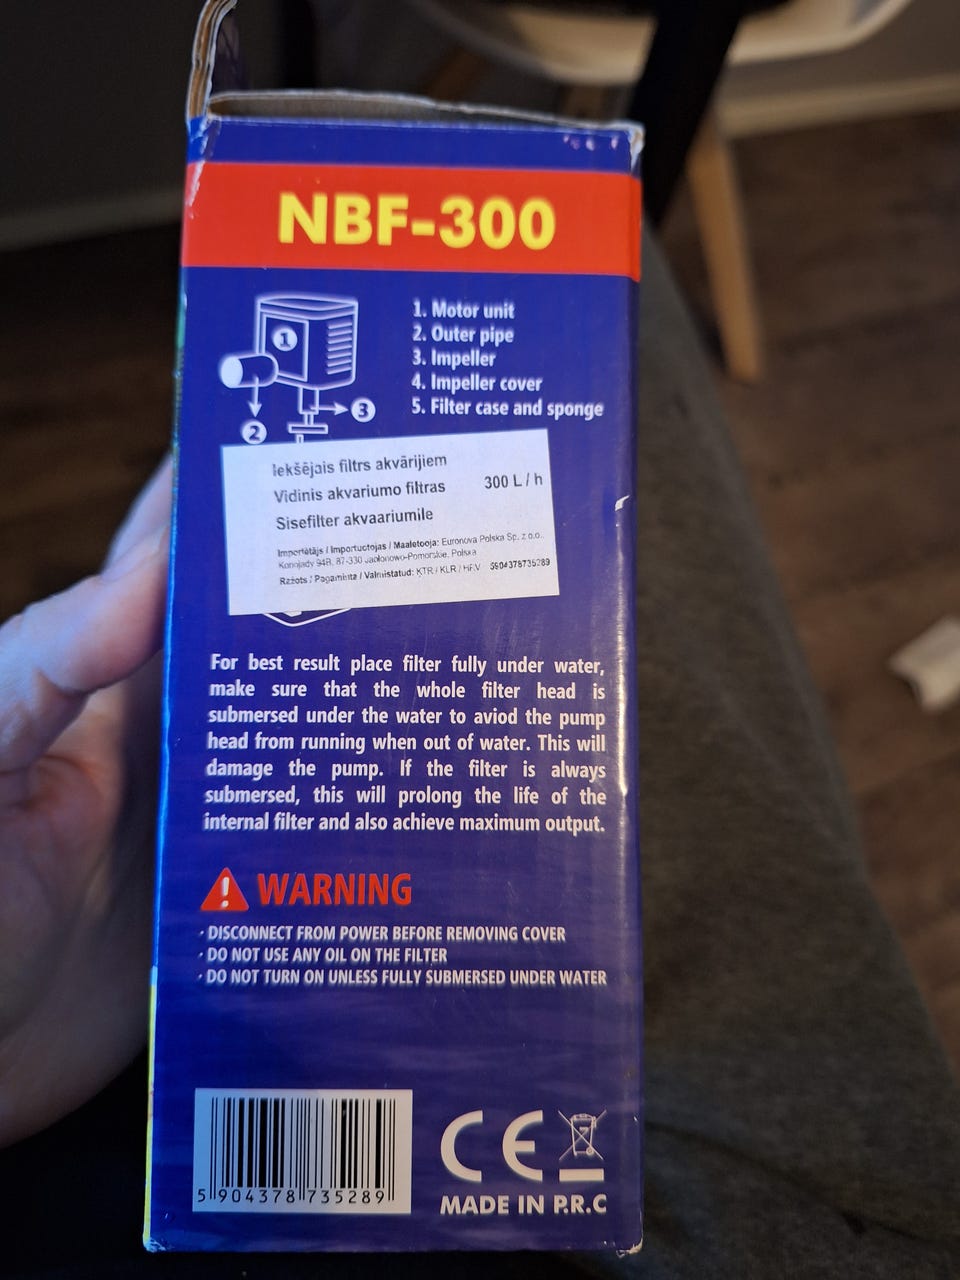 NBF-300
1
2
3
1. Motor unit
2. Outer pipe
3. Impeller
4. Impeller cover
5. Filter case and sponge
Iekšējais filtrs akvārijiem
Vidinis akvariumo filtras 300 L / h
Sisefilter akvaariumile
Importētājs / Importuotojas / Maaletooja: Euronova Polska Sp. z o.o.,
Konojady 94B, 87-330 Jabłonowo-Pomorskie, Polska
Ražots / Pagaminta / Valmistatud: ĶTR / KLR / HRV 5904378735289
For best result place filter fully under water,
make sure that the whole filter head is
submersed under the water to aviod the pump
head from running when out of water. This will
damage the pump. If the filter is always
submersed, this will prolong the life of the
internal filter and also achieve maximum output.
WARNING
· DISCONNECT FROM POWER BEFORE REMOVING COVER
· DO NOT USE ANY OIL ON THE FILTER
· DO NOT TURN ON UNLESS FULLY SUBMERSED UNDER WATER
5 904378 735289
CE
MADE IN P.R.C